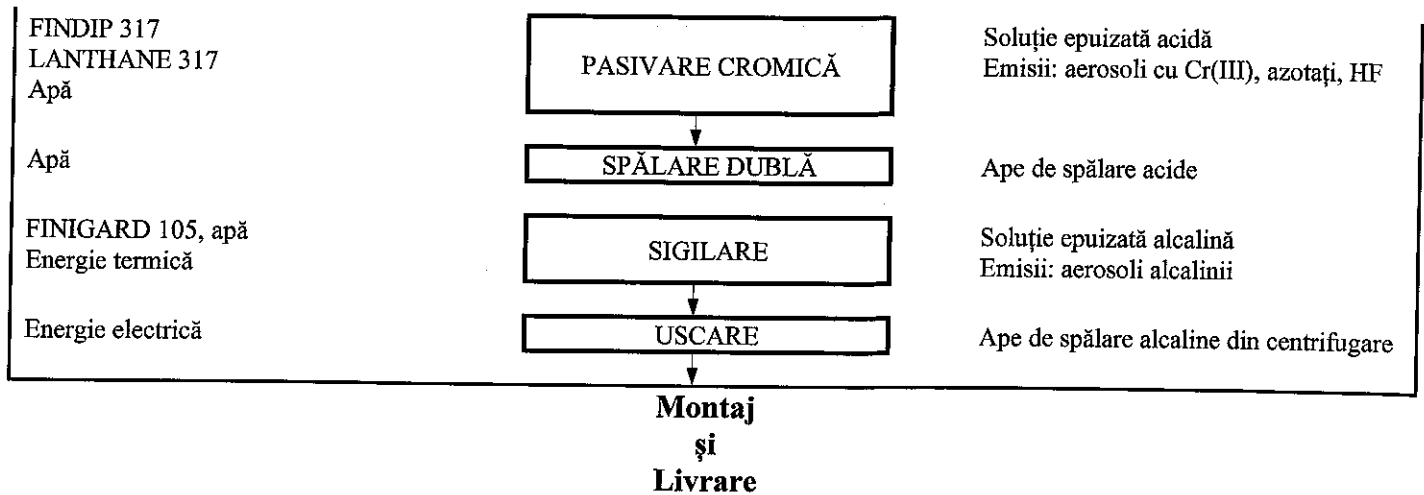 FINDIP 317
LANTHANE 317
Apă
PASIVARE CROMICĂ
Soluție epuizată acidă
Emisii: aerosoli cu Cr(III), azotați, HF
Apă
SPĂLARE DUBLĂ
Ape de spălare acide
FINIGARD 105, apă
Energie termică
SIGILARE
Soluție epuizată alcalină
Emisii: aerosoli alcalinii
Energie electrică
USCARE
Ape de spălare alcaline din centrifugare
Montaj
și
Livrare